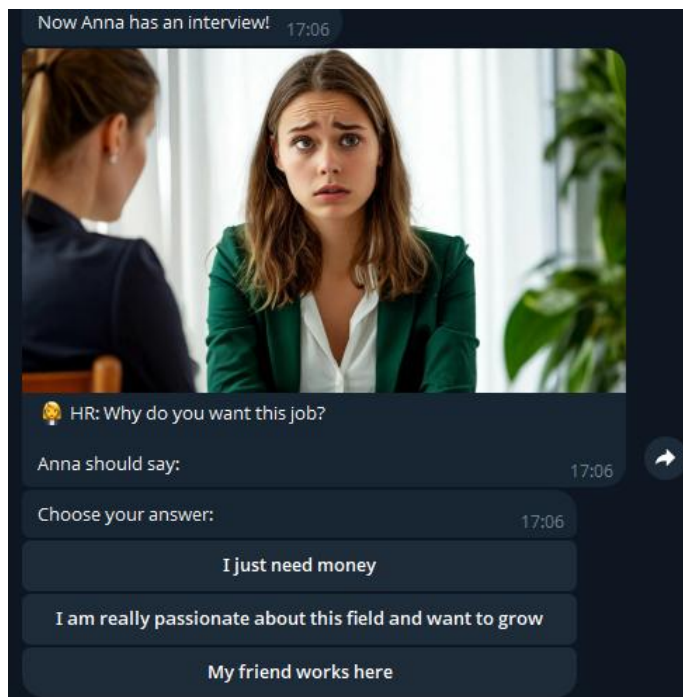 Now Anna has an interview! 17:06
👩‍💼 HR: Why do you want this job?
Anna should say: 17:06
Choose your answer: 17:06
I just need money
I am really passionate about this field and want to grow
My friend works here